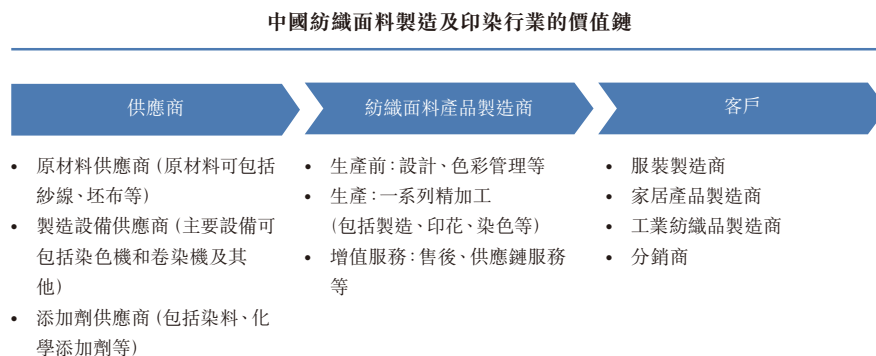 中國紡織面料製造及印染行業的價值鏈
供應商
• 原材料供應商 (原材料可包括
紗線、坯布等)
• 製造設備供應商 (主要設備可
包括染色機和卷染機及其
他)
• 添加劑供應商 (包括染料、化
學添加劑等)
紡織面料產品製造商
• 生產前:設計、色彩管理等
• 生產:一系列精加工
(包括製造、印花、染色等)
• 增值服務:售後、供應鏈服務
等
客戶
• 服裝製造商
• 家居產品製造商
• 工業紡織品製造商
• 分銷商